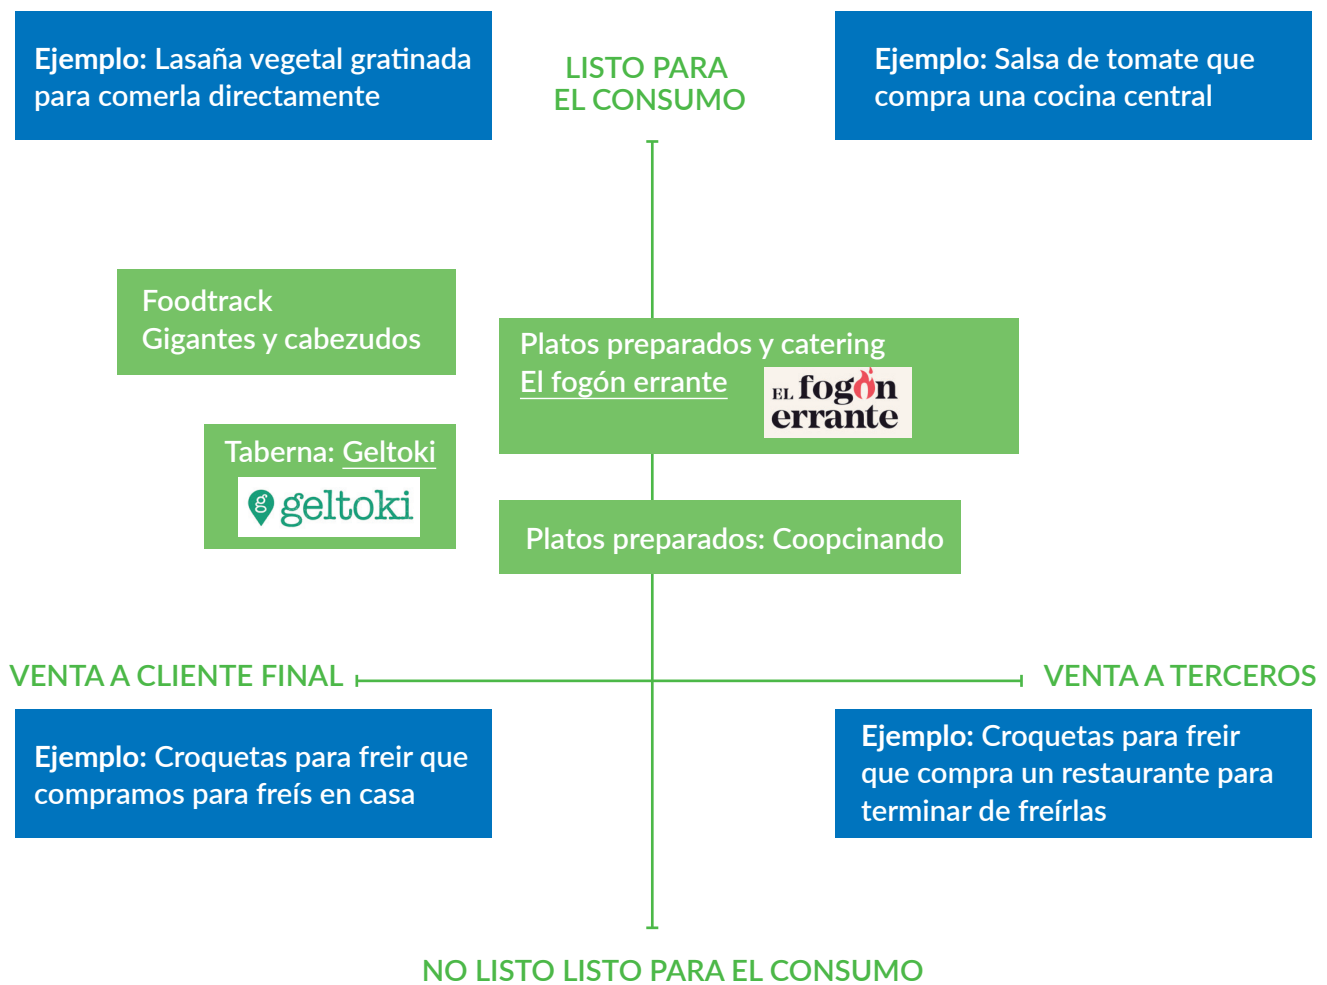 Ejemplo: Lasaña vegetal gratinada
para comerla directamente
LISTO PARA
EL CONSUMO
Ejemplo: Salsa de tomate que
compra una cocina central
Foodtrack
Gigantes y cabezudos
Platos preparados y catering
El fogón errante
EL fogón
errante
Taberna: Geltoki
g geltoki
Platos preparados: Coopcinando
VENTA A CLIENTE FINAL
VENTA A TERCEROS
Ejemplo: Croquetas para freir que
compramos para freís en casa
Ejemplo: Croquetas para freir
que compra un restaurante para
terminar de freírlas
NO LISTO LISTO PARA EL CONSUMO